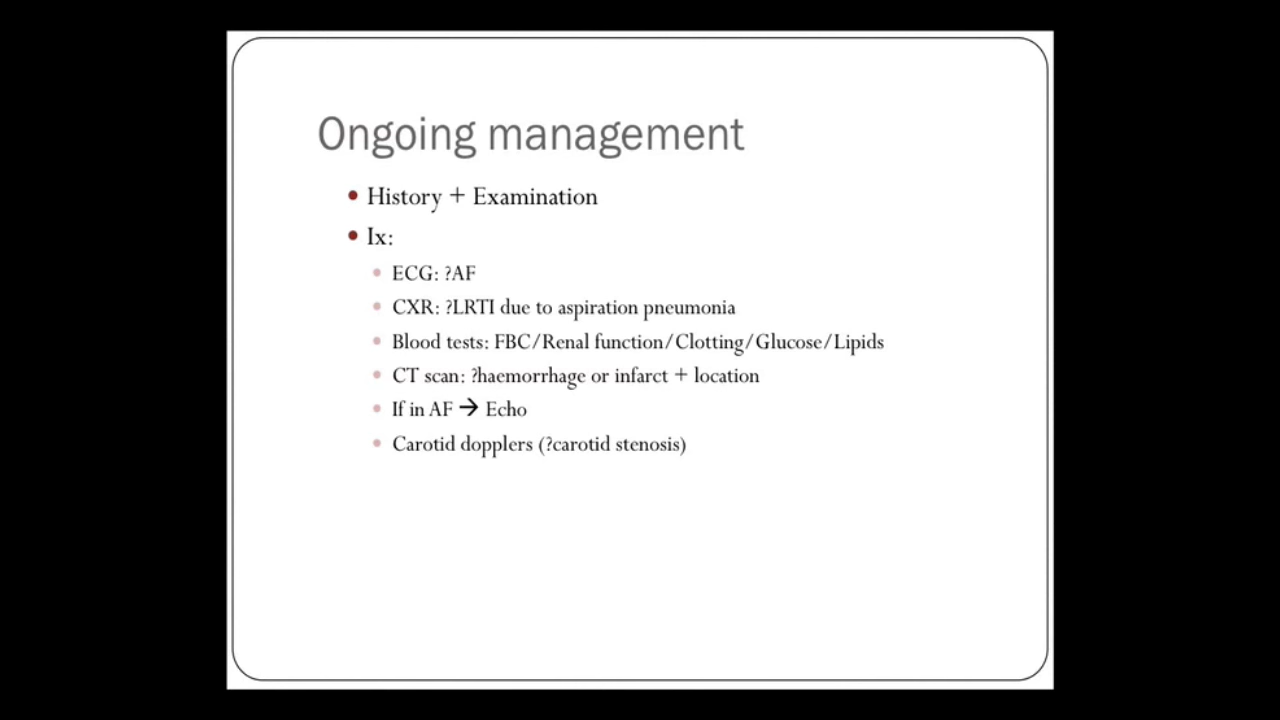 Ongoing management
• History + Examination
• Ix:
• ECG: ?AF
• CXR: ?LRTI due to aspiration pneumonia
• Blood tests: FBC/Renal function/Clotting/Glucose/Lipids
• CT scan: ?haemorrhage or infarct + location
• If in AF → Echo
• Carotid dopplers (?carotid stenosis)